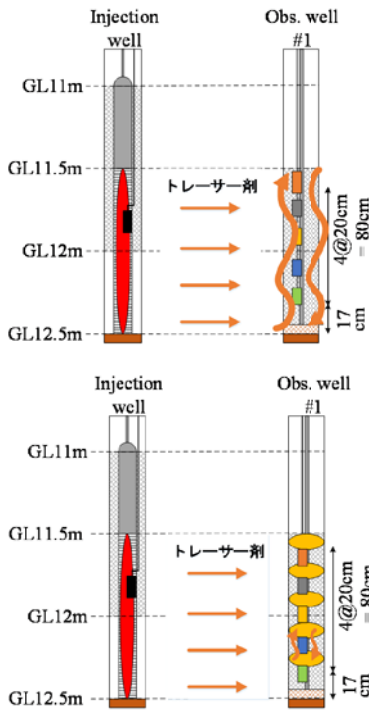 Injection
well
Obs. well
#1
GL11m
GL11.5m
トレーサー剤
GL12m
4@20cm
= 80cm
17
cm
GL12.5m
Injection
well
Obs. well
#1
GL11m
GL11.5m
トレーサー剤
GL12m
4@20cm
= 80cm
17
cm
GL12.5m